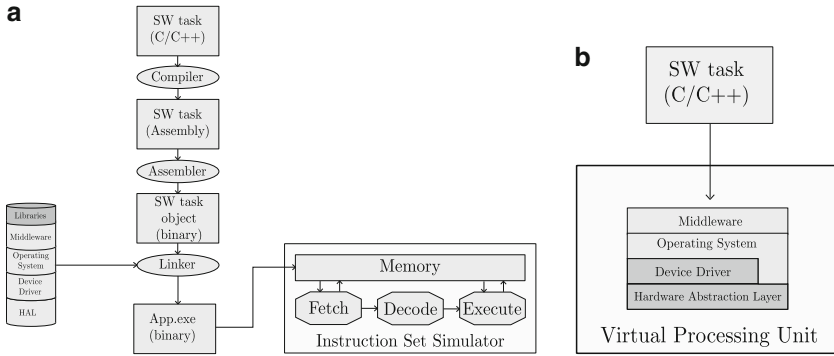 a
SW task
(C/C++)
Compiler
SW task
(Assembly)
Assembler
SW task
object
(binary)
Linker
App.exe
(binary)
Libraries
Middleware
Operating
System
Device
Driver
HAL
Memory
Fetch
Decode
Execute
Instruction Set Simulator
b
SW task
(C/C++)
Middleware
Operating System
Device Driver
Hardware Abstraction Layer
Virtual Processing Unit